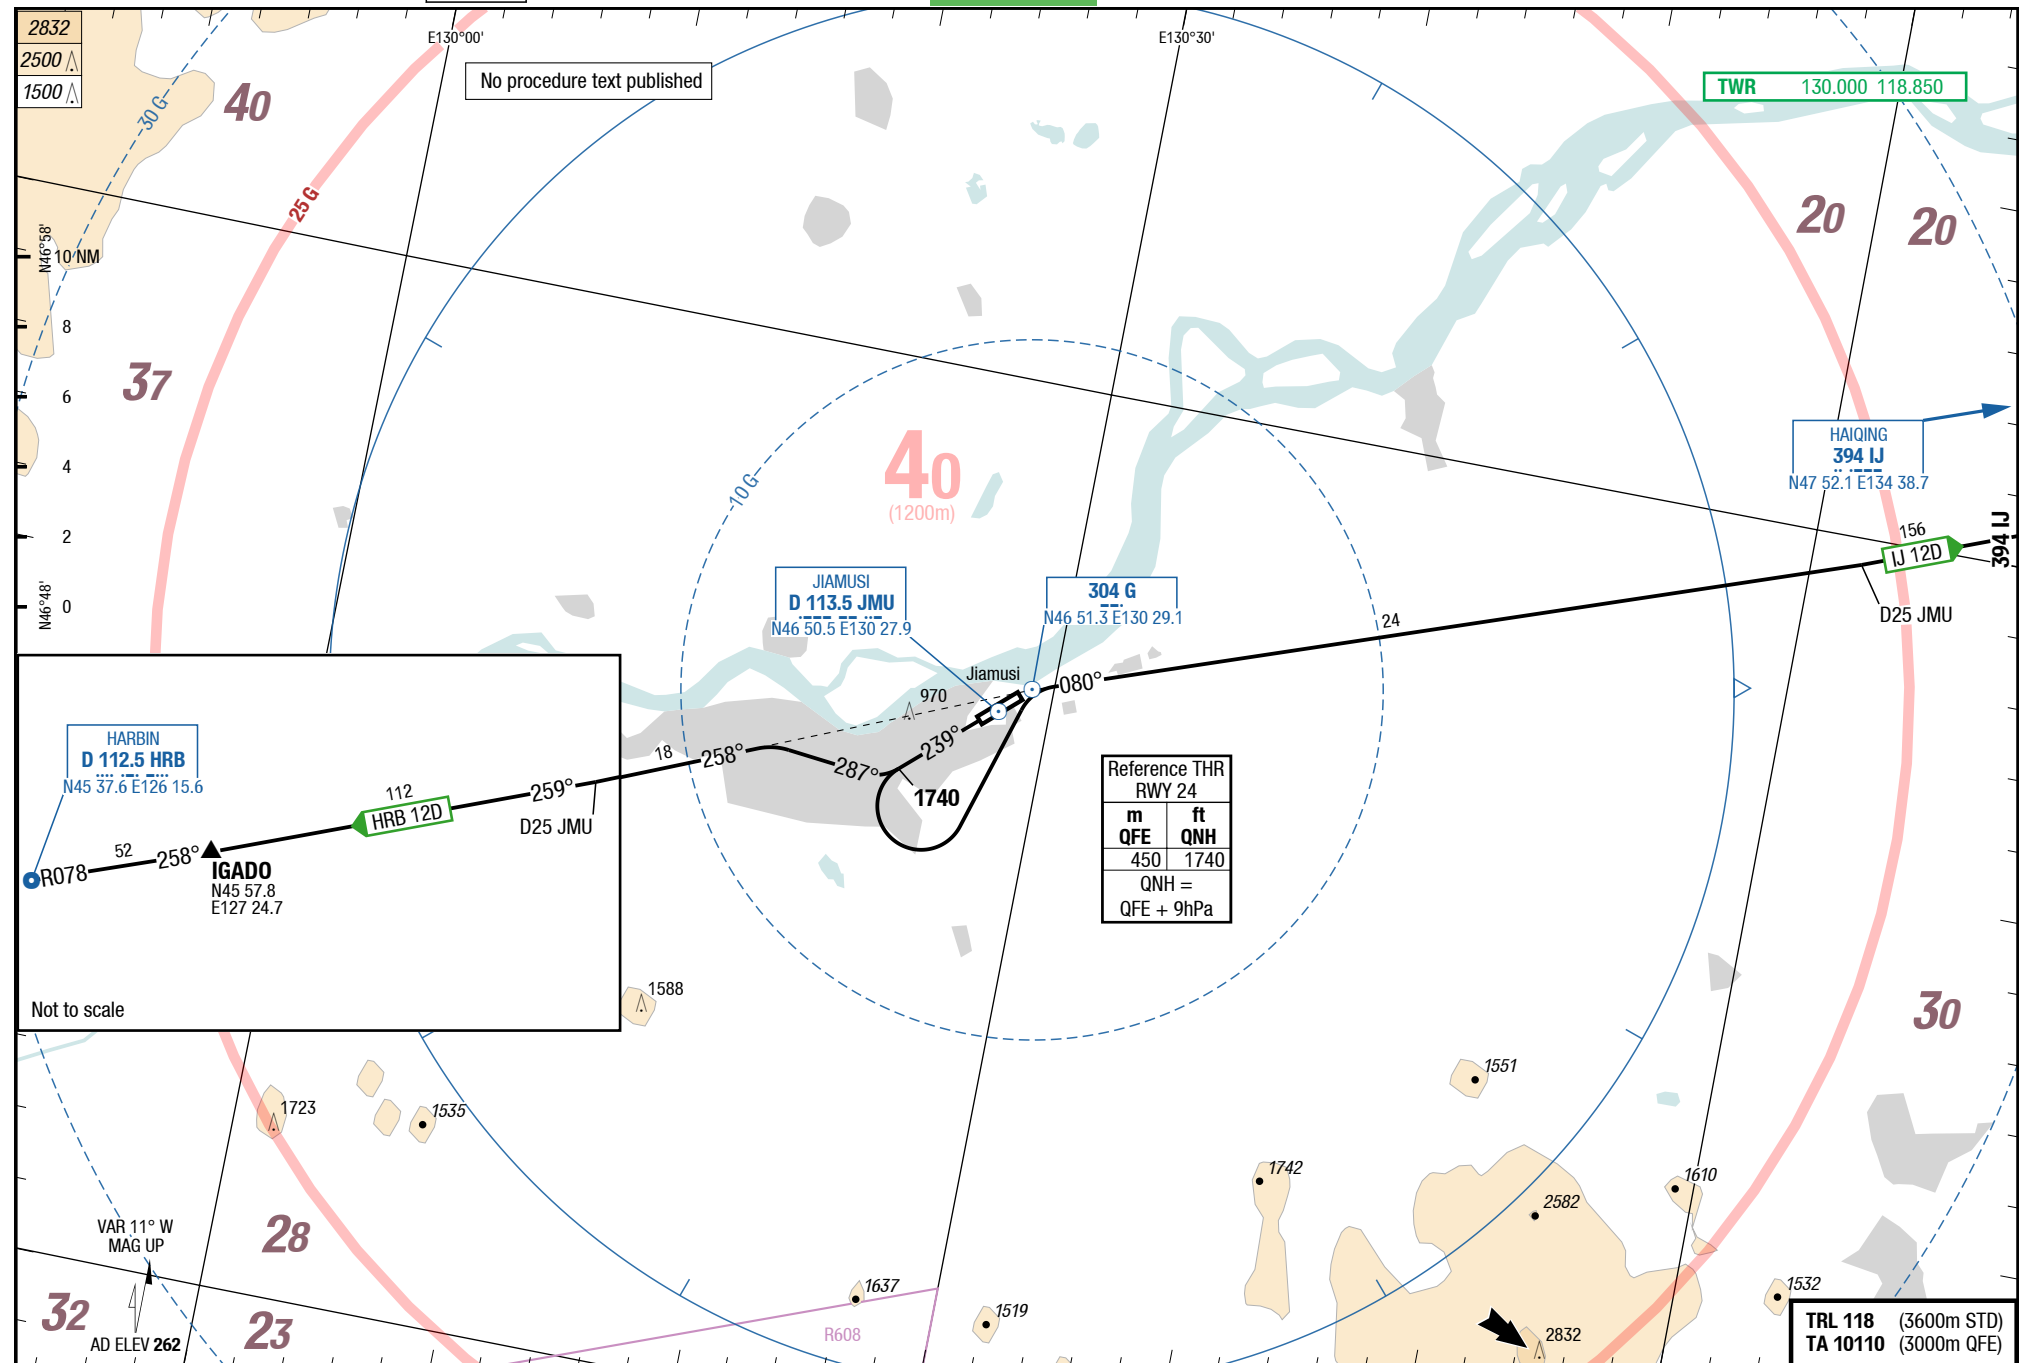 2832
2500
1500
E130°00'
E130°30'
No procedure text published
TWR 130.000 118.850
40
30 G
25 G
20
20
N46°58'
10 NM
8
6
4
2
0
N46°48'
37
40
(1200m)
10 G
HAIQING
394 IJ
N47 52.1 E134 38.7
156
IJ 12D
394 IJ
D25 JMU
24
JIAMUSI
D 113.5 JMU
N46 50.5 E130 27.9
304 G
N46 51.3 E130 29.1
Jiamusi
080°
970
239°
287°
258°
18
1740
HARBIN
D 112.5 HRB
N45 37.6 E126 15.6
112
HRB 12D
259°
D25 JMU
R078
52
258°
IGADO
N45 57.8
E127 24.7
Not to scale
Reference THR
RWY 24
m ft
QFE QNH
450 1740
QNH =
QFE + 9hPa
1588
30
1723
1535
1551
1742
1610
2582
28
VAR 11° W
MAG UP
32
23
AD ELEV 262
1637
1519
R608
1532
2832
TRL 118 (3600m STD)
TA 10110 (3000m QFE)